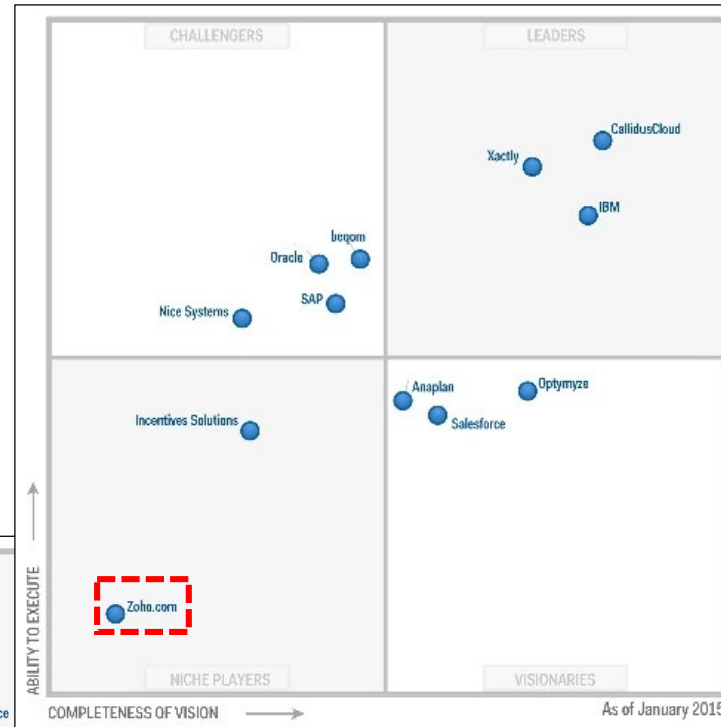 CHALLENGERS
LEADERS
CallidusCloud
Xactly
IBM
beqom
Oracle
SAP
Nice Systems
Anaplan
Optymyze
Salesforce
Incentives Solutions
Zoho.com
ABILITY TO EXECUTE
NICHE PLAYERS
VISIONARIES
COMPLETENESS OF VISION
As of January 2015